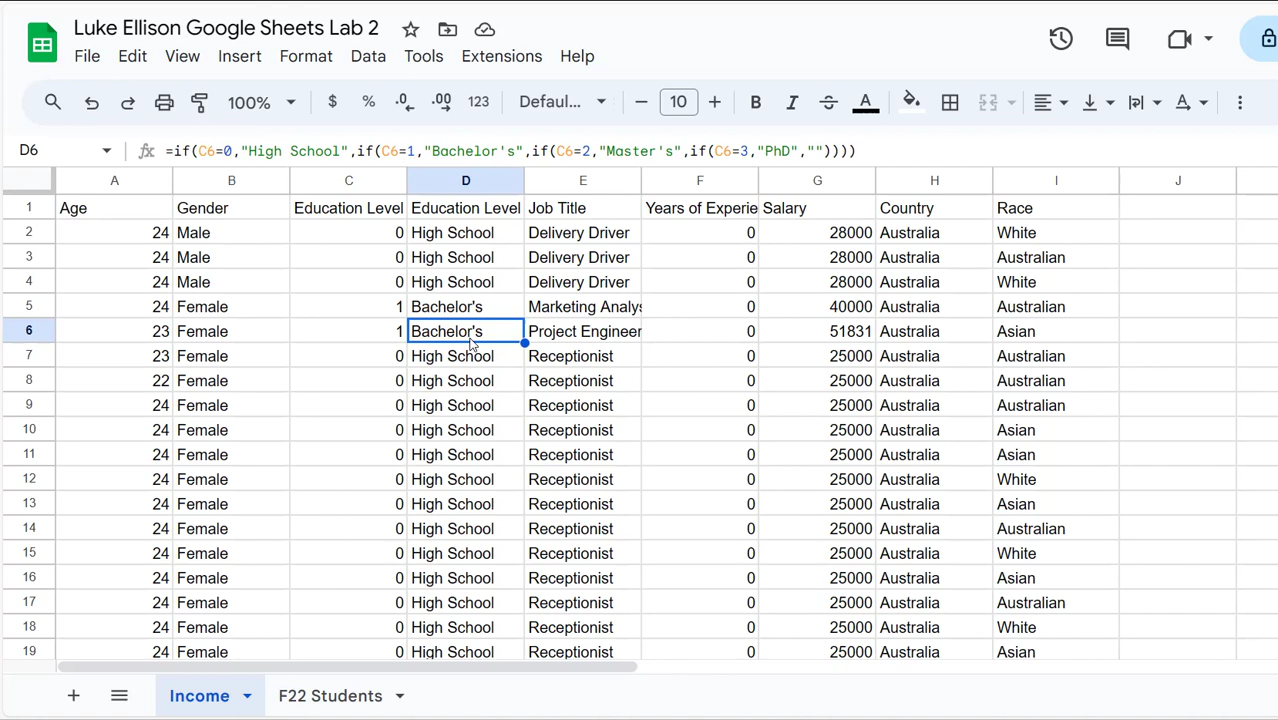 Luke Ellison Google Sheets Lab 2
File Edit View Insert Format Data Tools Extensions Help
100% $ % .0 .00 123 Defaul... 10 B I A
D6 fx =if(C6=0,"High School",if(C6=1,"Bachelor's",if(C6=2,"Master's",if(C6=3,"PhD",""))))
A B C D E F G H I J
1 Age Gender Education Level Education Level Job Title Years of Experie Salary Country Race
2 24 Male 0 High School Delivery Driver 0 28000 Australia White
3 24 Male 0 High School Delivery Driver 0 28000 Australia Australian
4 24 Male 0 High School Delivery Driver 0 28000 Australia White
5 24 Female 1 Bachelor's Marketing Analys 0 40000 Australia Australian
6 23 Female 1 Bachelor's Project Engineer 0 51831 Australia Asian
7 23 Female 0 High School Receptionist 0 25000 Australia Australian
8 22 Female 0 High School Receptionist 0 25000 Australia Australian
9 24 Female 0 High School Receptionist 0 25000 Australia Australian
10 24 Female 0 High School Receptionist 0 25000 Australia Asian
11 24 Female 0 High School Receptionist 0 25000 Australia Asian
12 24 Female 0 High School Receptionist 0 25000 Australia White
13 24 Female 0 High School Receptionist 0 25000 Australia Asian
14 24 Female 0 High School Receptionist 0 25000 Australia Australian
15 24 Female 0 High School Receptionist 0 25000 Australia White
16 24 Female 0 High School Receptionist 0 25000 Australia Asian
17 24 Female 0 High School Receptionist 0 25000 Australia Australian
18 24 Female 0 High School Receptionist 0 25000 Australia White
19 24 Female 0 High School Receptionist 0 25000 Australia Asian
Income F22 Students